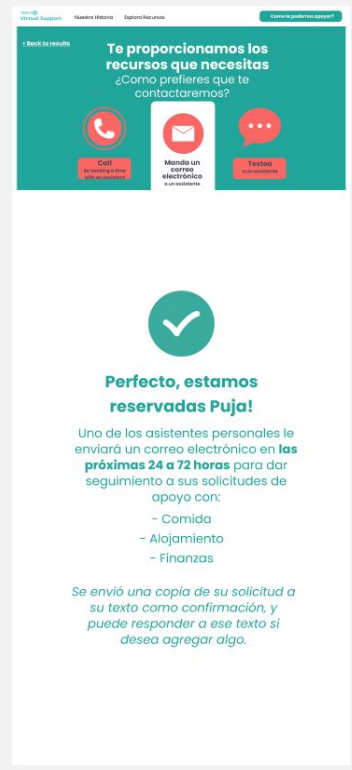 Virtual Support
Nuestra Historia
Explora Recursos
Como te podemos apoyar?
< Back to results
Te proporcionamos los
recursos que necesitas
¿Como prefieres que te
contactaremos?
Call
by booking a time
with an assistant
Manda un
correo
electrónico
a un asistente
Textea
a un asistente
Perfecto, estamos
reservadas Puja!
Uno de los asistentes personales le
enviará un correo electrónico en las
próximas 24 a 72 horas para dar
seguimiento a sus solicitudes de
apoyo con:
- Comida
- Alojamiento
- Finanzas
Se envió una copia de su solicitud a
su texto como confirmación, y
puede responder a ese texto si
desea agregar algo.